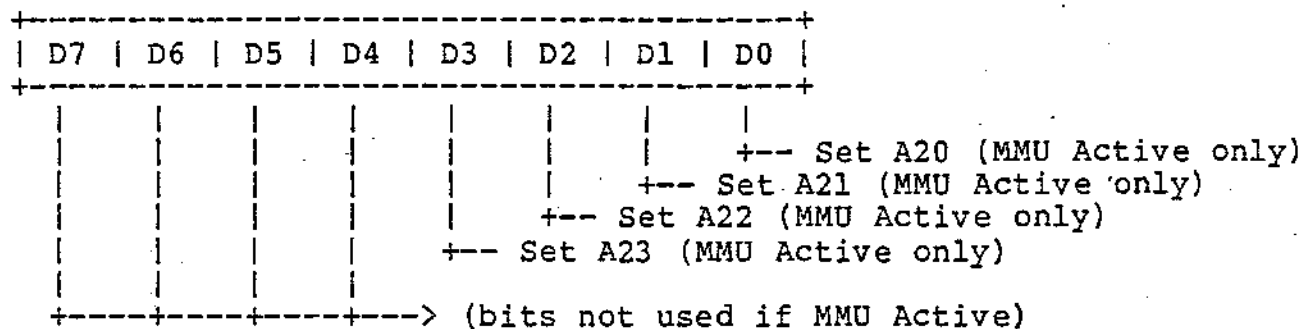 | D7 | D6 | D5 | D4 | D3 | D2 | D1 | D0 |
+-- Set A20 (MMU Active only)
+-- Set A21 (MMU Active only)
+-- Set A22 (MMU Active only)
+-- Set A23 (MMU Active only)
+----+----+----+---> (bits not used if MMU Active)